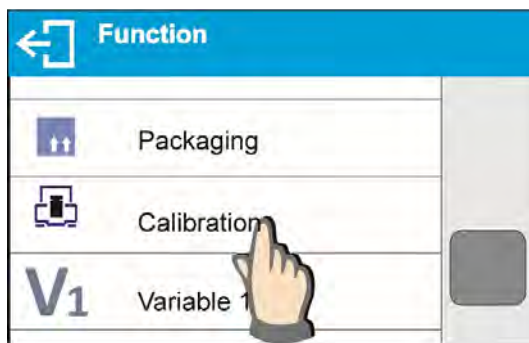 Function
Packaging
Calibration
V1
Variable 1